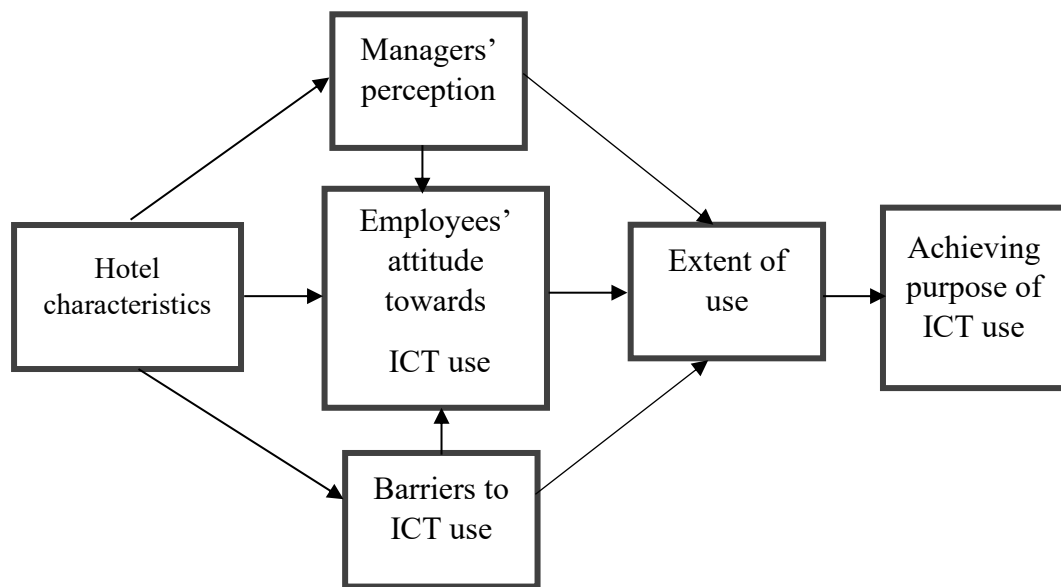 Managers’
perception
Hotel
characteristics
Employees’
attitude
towards
ICT use
Extent of
use
Achieving
purpose of
ICT use
Barriers to
ICT use